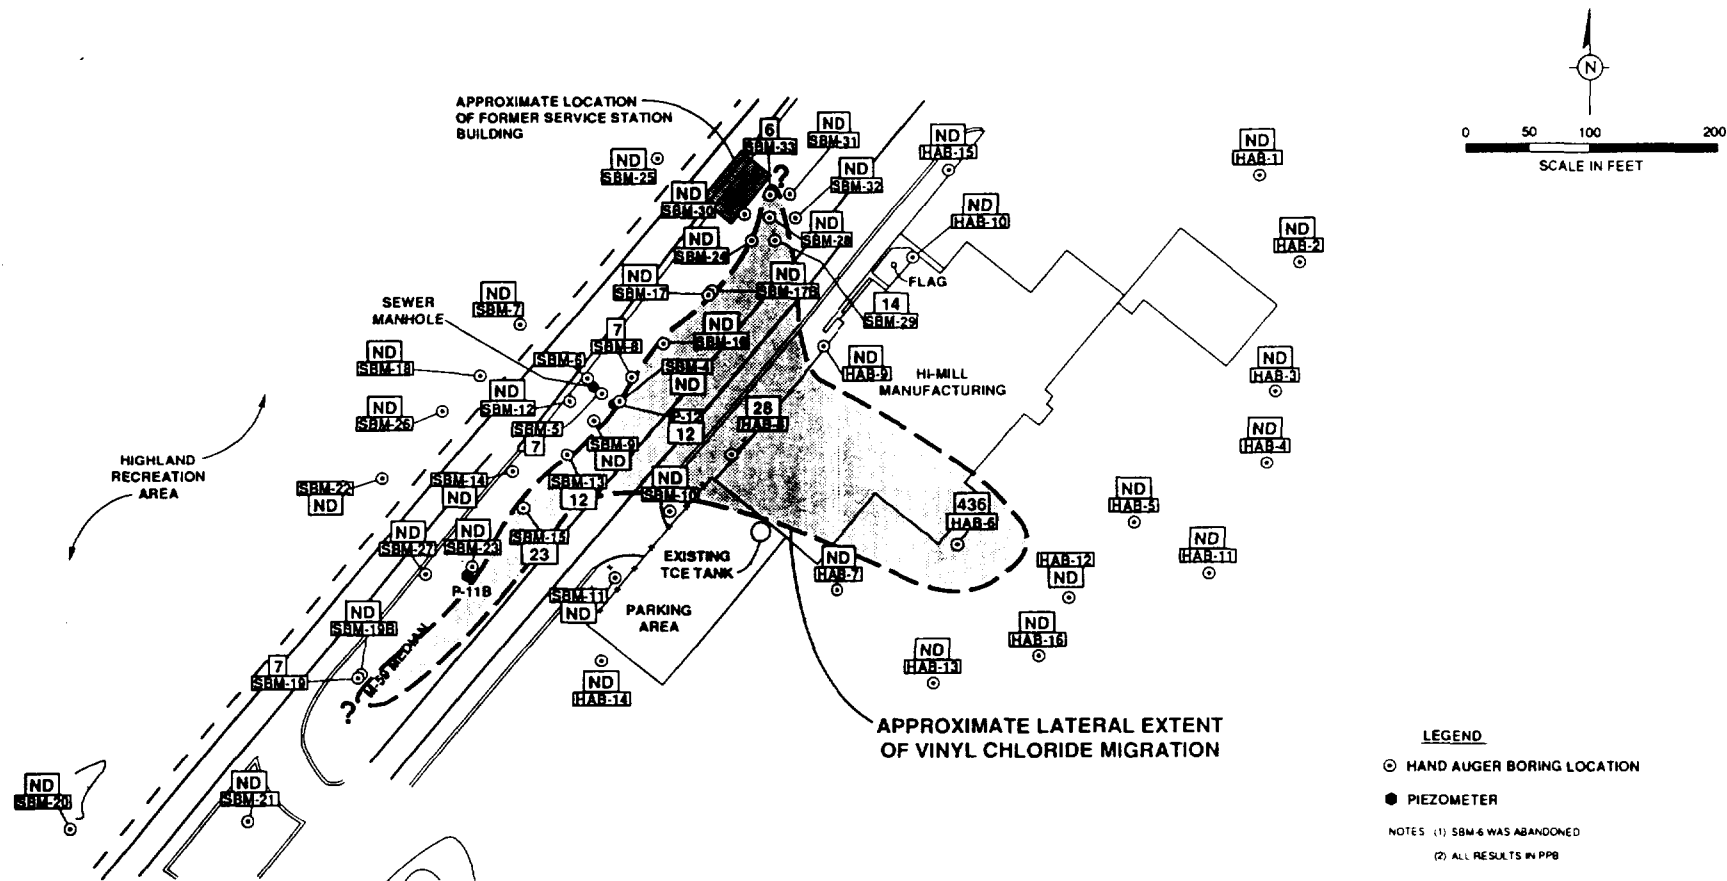 N
0 50 100 200
SCALE IN FEET
APPROXIMATE LOCATION
OF FORMER SERVICE STATION
BUILDING
6
SBM-33
ND
SBM-31
ND
HAB-15
ND
HAB-1
ND
SBM-25
ND
SBM-30
?
ND
SBM-32
ND
HAB-10
ND
HAB-2
ND
SBM-24
ND
SBM-28
ND
SBM-17
ND
SBM-17B
FLAG
14
SBM-29
SEWER
MANHOLE
ND
SBM-7
7
SBM-8
ND
ND
SBM-18
SBM-6
SBM-4
ND
ND
HAB-9
HI-MILL
MANUFACTURING
ND
HAB-3
ND
SBM-12
ND
SBM-26
SBM-5
7
P-12
12
28
HAB-8
ND
HAB-4
SBM-9
ND
HIGHLAND
RECREATION
AREA
SBM-14
ND
SBM-13
12
ND
SBM-10
SBM-22
ND
ND
HAB-5
436
HAB-6
ND
SBM-27
ND
SBM-23
SBM-15
23
EXISTING
TCE TANK
ND
HAB-7
HAB-12
ND
ND
HAB-11
P-11B
SBM-11
ND
PARKING
AREA
ND
SBM-19B
M-59 MEDIAN
ND
HAB-16
7
SBM-19
ND
HAB-13
ND
HAB-14
?
APPROXIMATE LATERAL EXTENT
OF VINYL CHLORIDE MIGRATION
ND
SBM-20
ND
SBM-21
LEGEND
HAND AUGER BORING LOCATION
PIEZOMETER
NOTES (1) SBM-6 WAS ABANDONED
(2) ALL RESULTS IN PPB